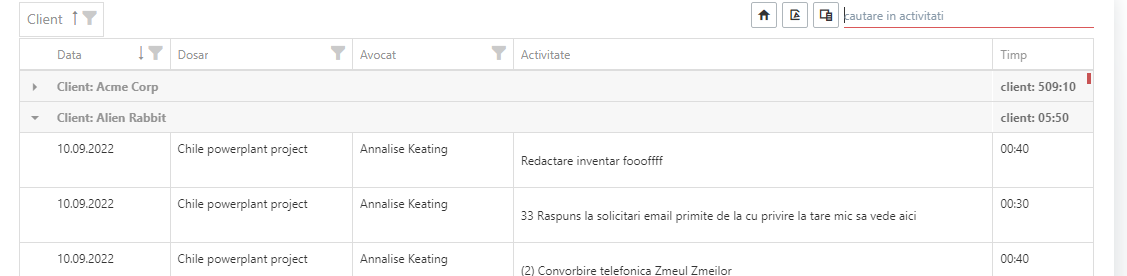 Client
cautare in activitati
Data Dosar Avocat Activitate Timp
Client: Acme Corp client: 509:10
Client: Alien Rabbit client: 05:50
10.09.2022 Chile powerplant project Annalise Keating Redactare inventar foooffff 00:40
10.09.2022 Chile powerplant project Annalise Keating 33 Raspuns la solicitari email primite de la cu privire la tare mic sa vede aici 00:30
10.09.2022 Chile powerplant project Annalise Keating (2) Convorbire telefonica Zmeul Zmeilor 00:40